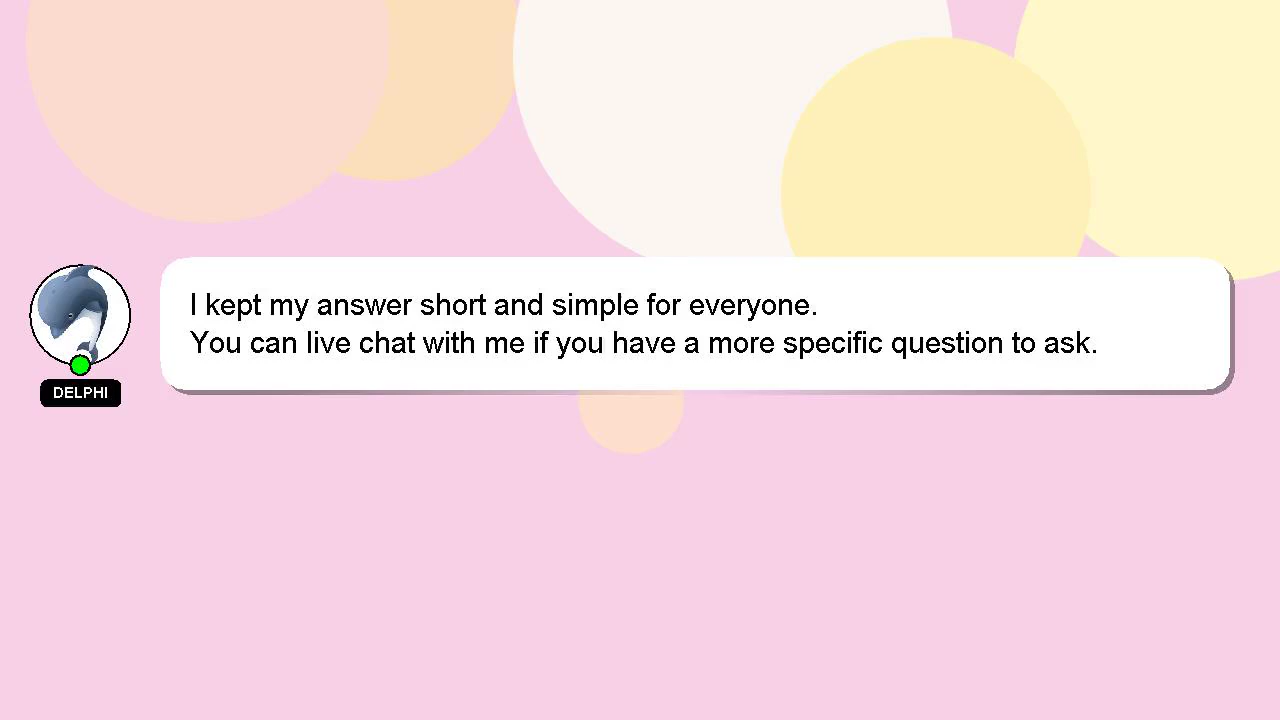 I kept my answer short and simple for everyone.
You can live chat with me if you have a more specific question to ask.
DELPHI